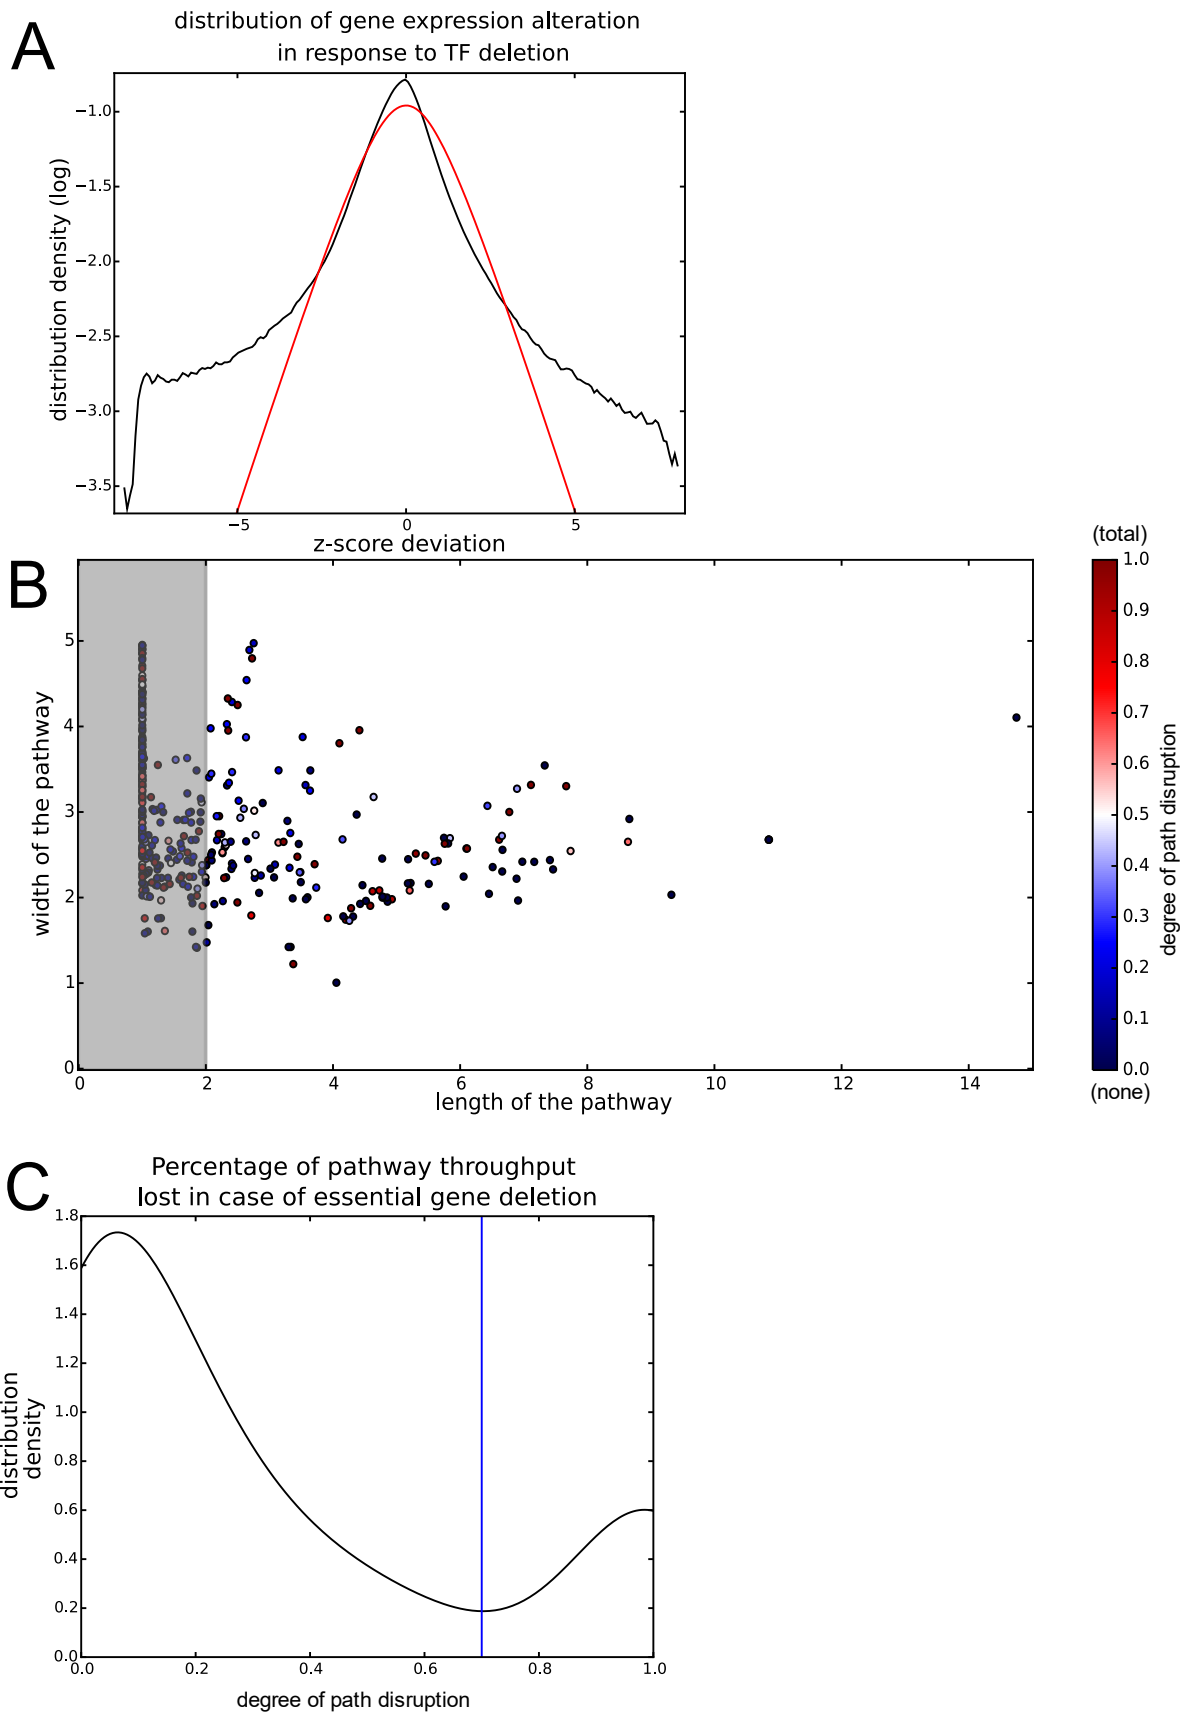 A
distribution of gene expression alteration
in response to TF deletion
distribution density (log)
−1.0
−1.5
−2.0
−2.5
−3.0
−3.5
−5
0
5
z-score deviation
B
width of the pathway
5
4
3
2
1
0
0
2
4
6
8
10
12
14
length of the pathway
(total)
1.0
0.9
0.8
0.7
0.6
0.5
0.4
0.3
0.2
0.1
0.0
(none)
degree of path disruption
C
Percentage of pathway throughput
lost in case of essential gene deletion
distribution
density
1.8
1.6
1.4
1.2
1.0
0.8
0.6
0.4
0.2
0.0
0.0
0.2
0.4
0.6
0.8
1.0
degree of path disruption